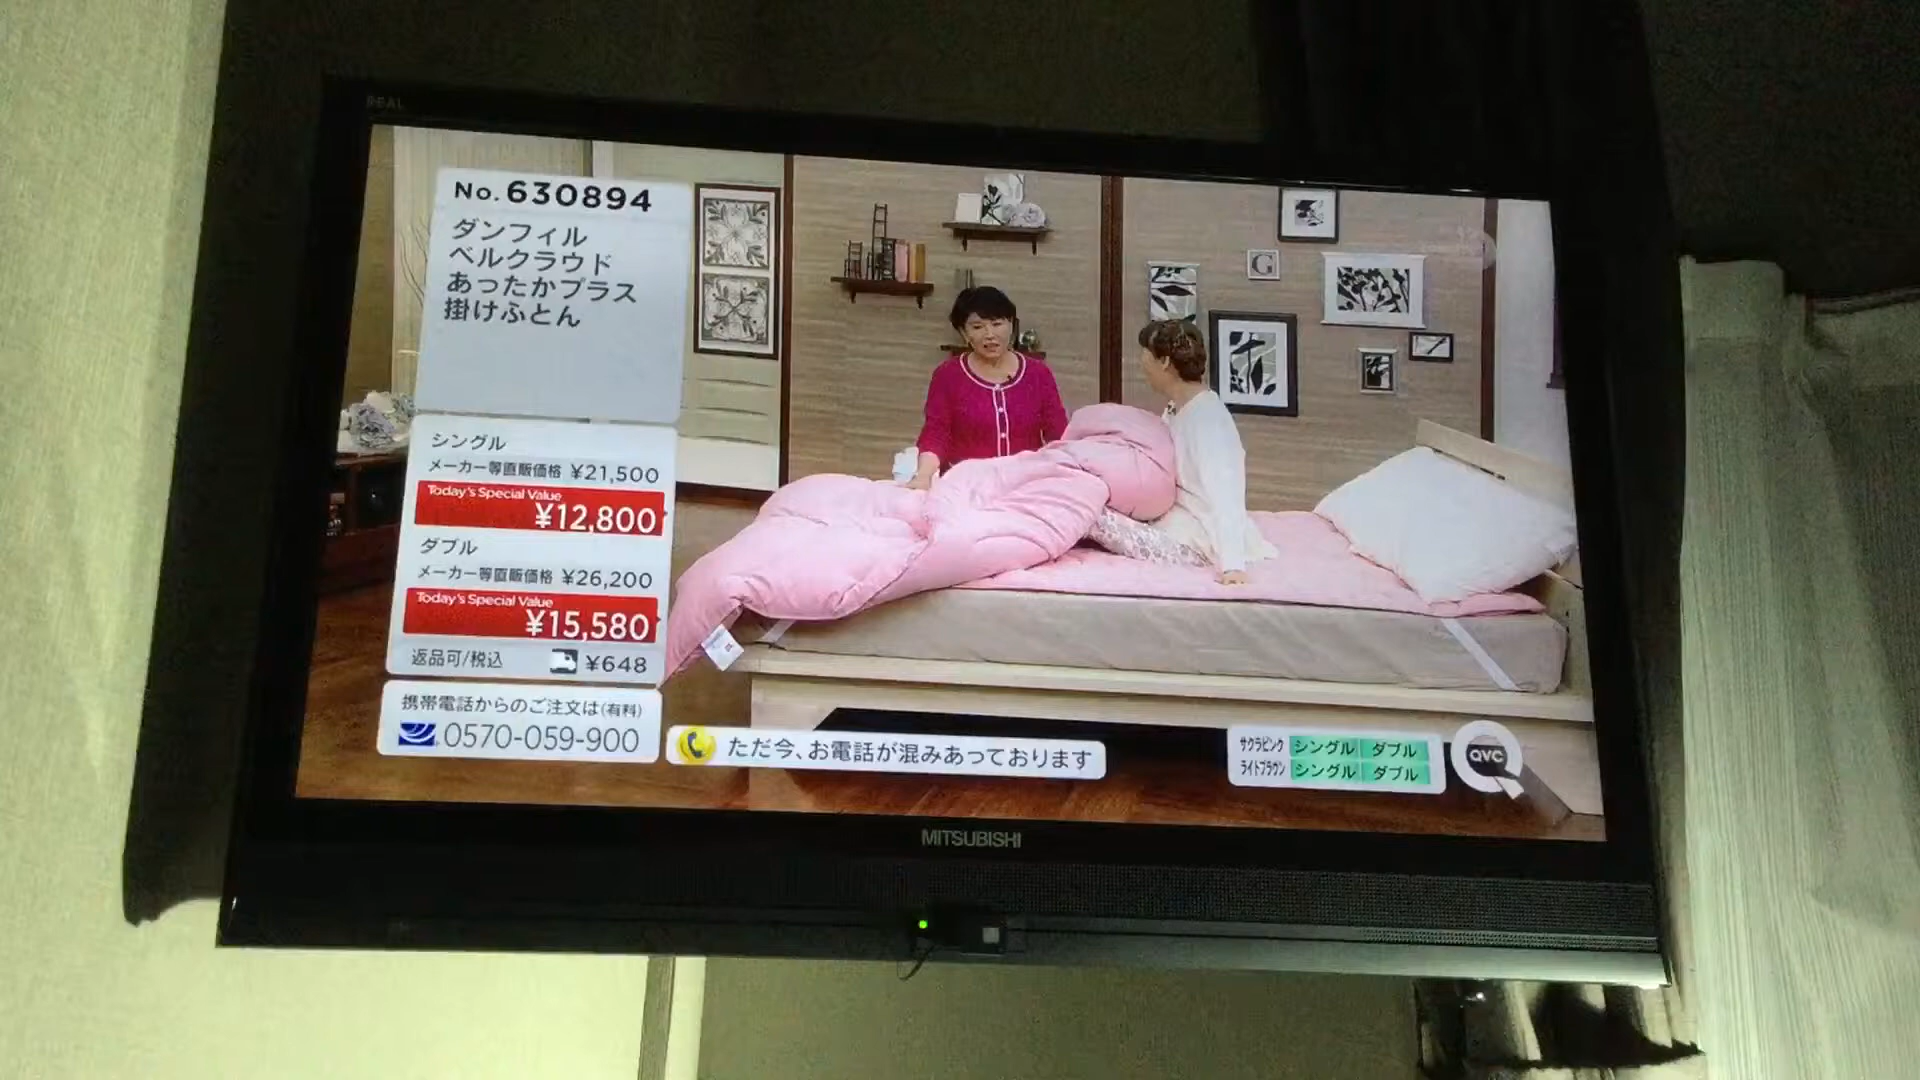 REAL
No.630894
ダンフィル
ベルクラウド
あったかプラス
掛けふとん
シングル
メーカー等直販価格 ¥21,500
Today's Special Value
¥12,800
ダブル
メーカー等直販価格 ¥26,200
Today's Special Value
¥15,580
返品可/税込 ¥648
携帯電話からのご注文は(有料)
0570-059-900
ただ今、お電話が混みあっております
サクラピンク シングル ダブル
ライトブラウン シングル ダブル
QVC
G
MITSUBISHI